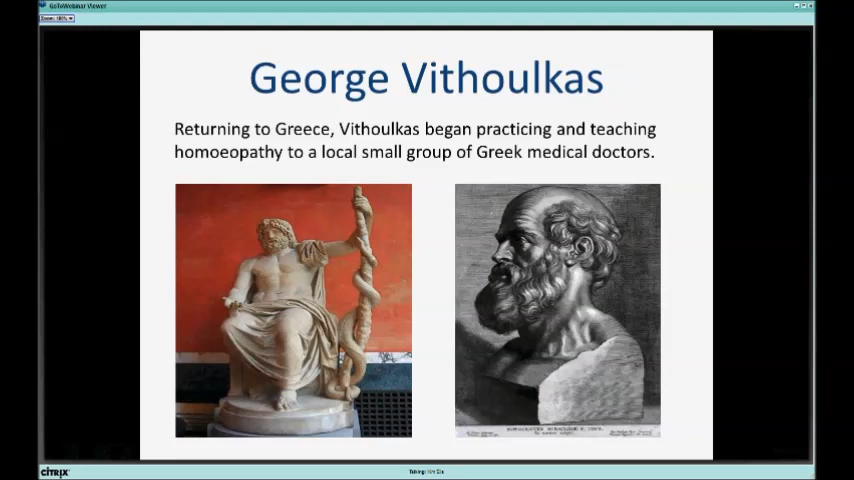 GoToWebinar Viewer
Zoom: 100%
George Vithoulkas
Returning to Greece, Vithoulkas began practicing and teaching
homoeopathy to a local small group of Greek medical doctors.
CITRIX
Talking: